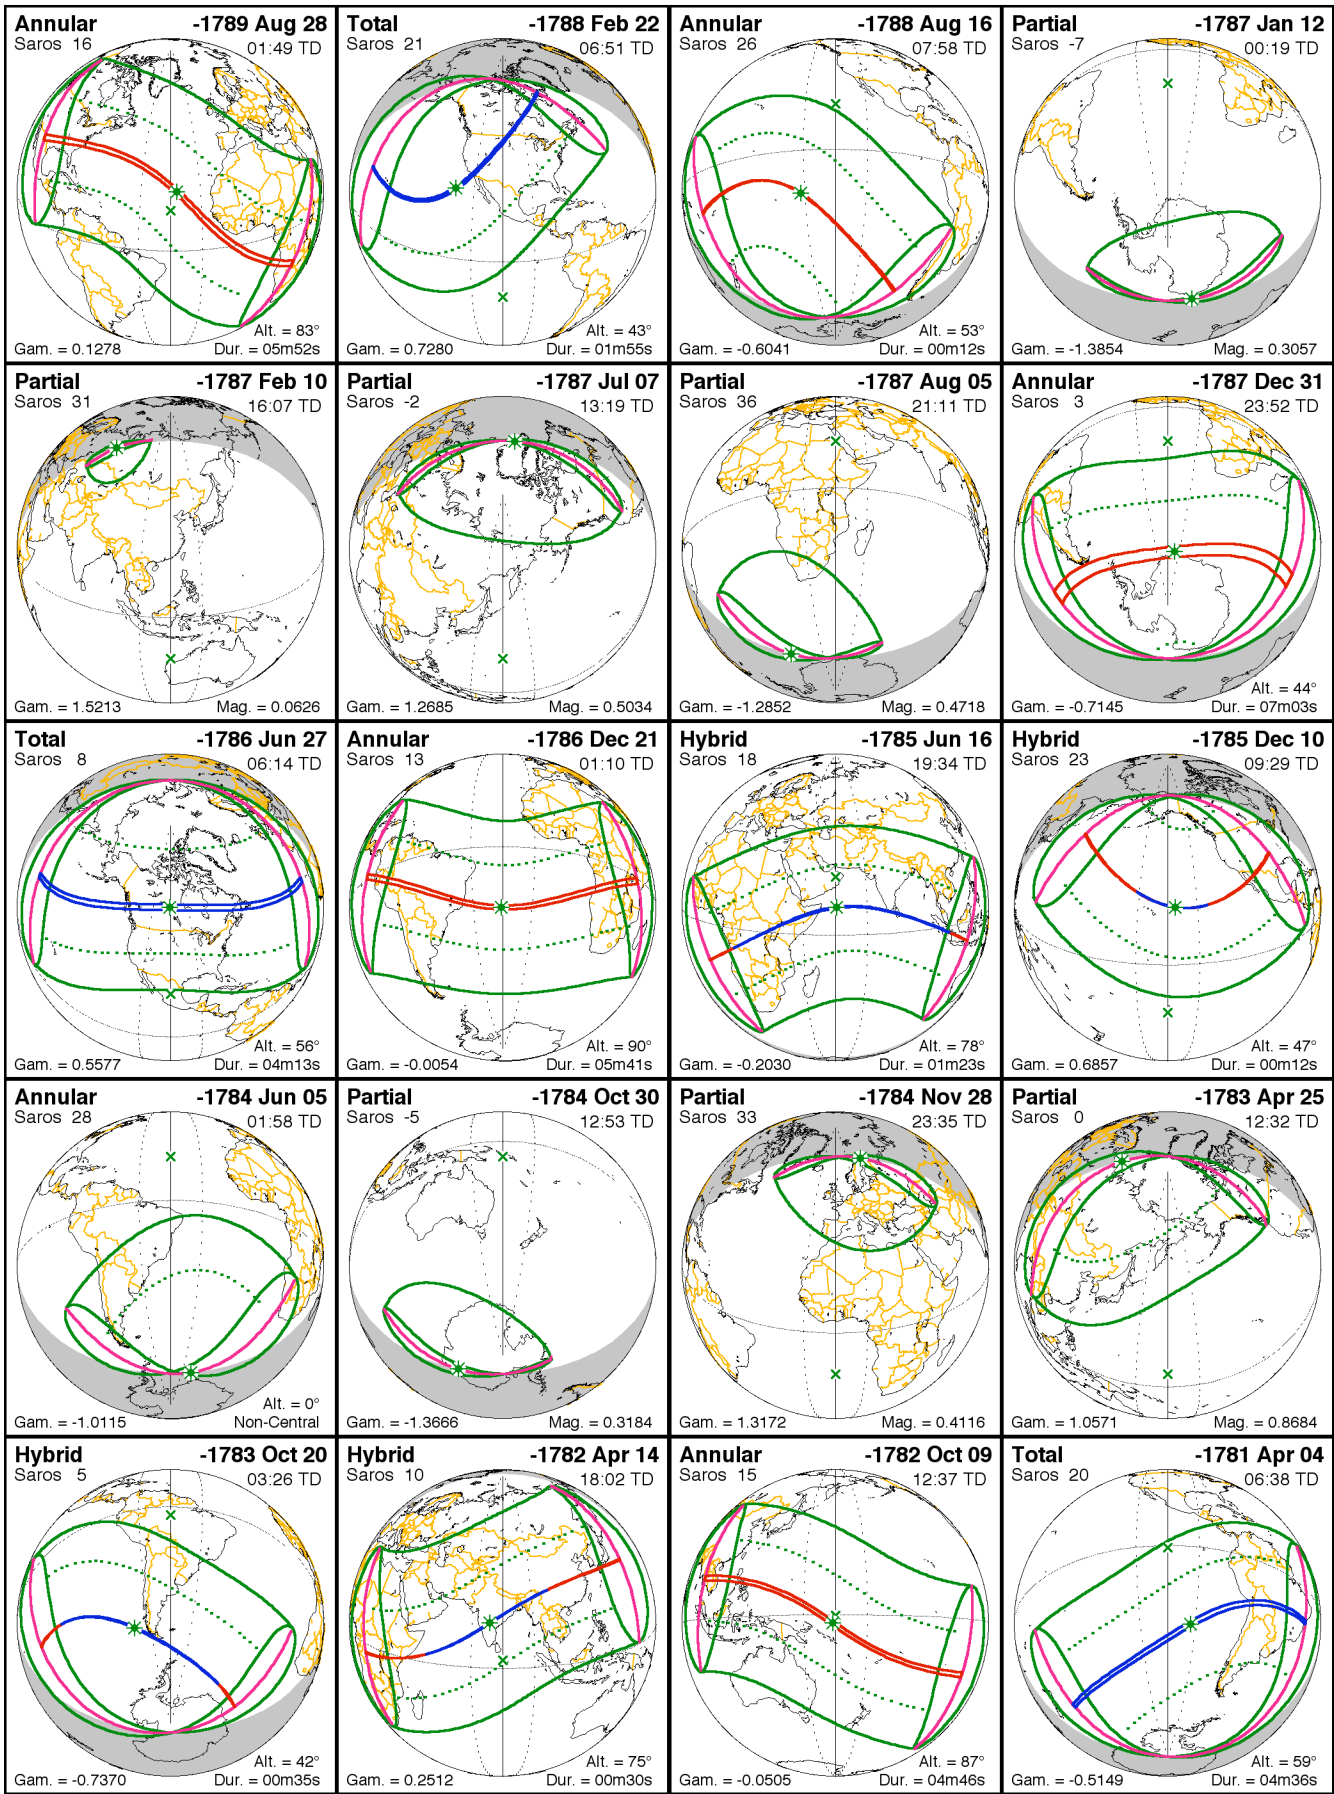 Annular -1789 Aug 28
Saros 16 01:49 TD
Alt. = 83°
Gam. = 0.1278 Dur. = 05m52s
Total -1788 Feb 22
Saros 21 06:51 TD
Alt. = 43°
Gam. = 0.7280 Dur. = 01m55s
Annular -1788 Aug 16
Saros 26 07:58 TD
Alt. = 53°
Gam. = -0.6041 Dur. = 00m12s
Partial -1787 Jan 12
Saros -7 00:19 TD
Gam. = -1.3854 Mag. = 0.3057
Partial -1787 Feb 10
Saros 31 16:07 TD
Gam. = 1.5213 Mag. = 0.0626
Partial -1787 Jul 07
Saros -2 13:19 TD
Gam. = 1.2685 Mag. = 0.5034
Partial -1787 Aug 05
Saros 36 21:11 TD
Gam. = -1.2852 Mag. = 0.4718
Annular -1787 Dec 31
Saros 3 23:52 TD
Alt. = 44°
Gam. = -0.7145 Dur. = 07m03s
Total -1786 Jun 27
Saros 8 06:14 TD
Alt. = 56°
Gam. = 0.5577 Dur. = 04m13s
Annular -1786 Dec 21
Saros 13 01:10 TD
Alt. = 90°
Gam. = -0.0054 Dur. = 05m41s
Hybrid -1785 Jun 16
Saros 18 19:34 TD
Alt. = 78°
Gam. = -0.2030 Dur. = 01m23s
Hybrid -1785 Dec 10
Saros 23 09:29 TD
Alt. = 47°
Gam. = 0.6857 Dur. = 00m12s
Annular -1784 Jun 05
Saros 28 01:58 TD
Alt. = 0°
Gam. = -1.0115 Non-Central
Partial -1784 Oct 30
Saros -5 12:53 TD
Gam. = -1.3666 Mag. = 0.3184
Partial -1784 Nov 28
Saros 33 23:35 TD
Gam. = 1.3172 Mag. = 0.4116
Partial -1783 Apr 25
Saros 0 12:32 TD
Gam. = 1.0571 Mag. = 0.8684
Hybrid -1783 Oct 20
Saros 5 03:26 TD
Alt. = 42°
Gam. = -0.7370 Dur. = 00m35s
Hybrid -1782 Apr 14
Saros 10 18:02 TD
Alt. = 75°
Gam. = 0.2512 Dur. = 00m30s
Annular -1782 Oct 09
Saros 15 12:37 TD
Alt. = 87°
Gam. = -0.0505 Dur. = 04m46s
Total -1781 Apr 04
Saros 20 06:38 TD
Alt. = 59°
Gam. = -0.5149 Dur. = 04m36s